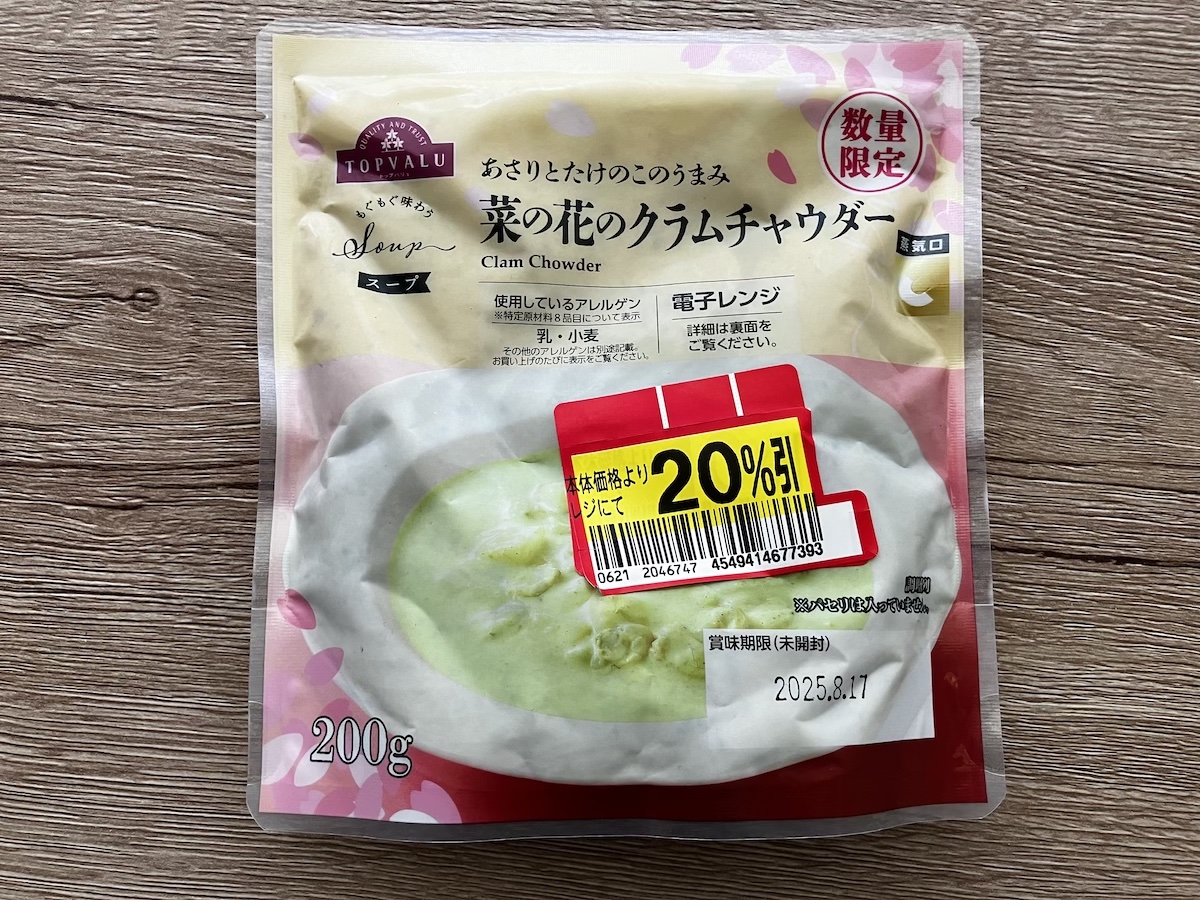 QUALITY AND TRUST
TOPVALU
トップバリュ
もぐもぐ味わう
Soup
スープ
あさりとたけのこのうまみ
菜の花のクラムチャウダー
Clam Chowder
数量
限定
蒸気口
使用しているアレルゲン
※特定原材料8品目について表示
乳・小麦
その他のアレルゲンは別途記載。
お買い上げのたびに表示をご覧ください。
電子レンジ
詳細は裏面を
ご覧ください。
本体価格より
レジにて
20%引
0621 2046747 4549414677393
※パセリは入っていません。
賞味期限(未開封)
2025.8.17
200g